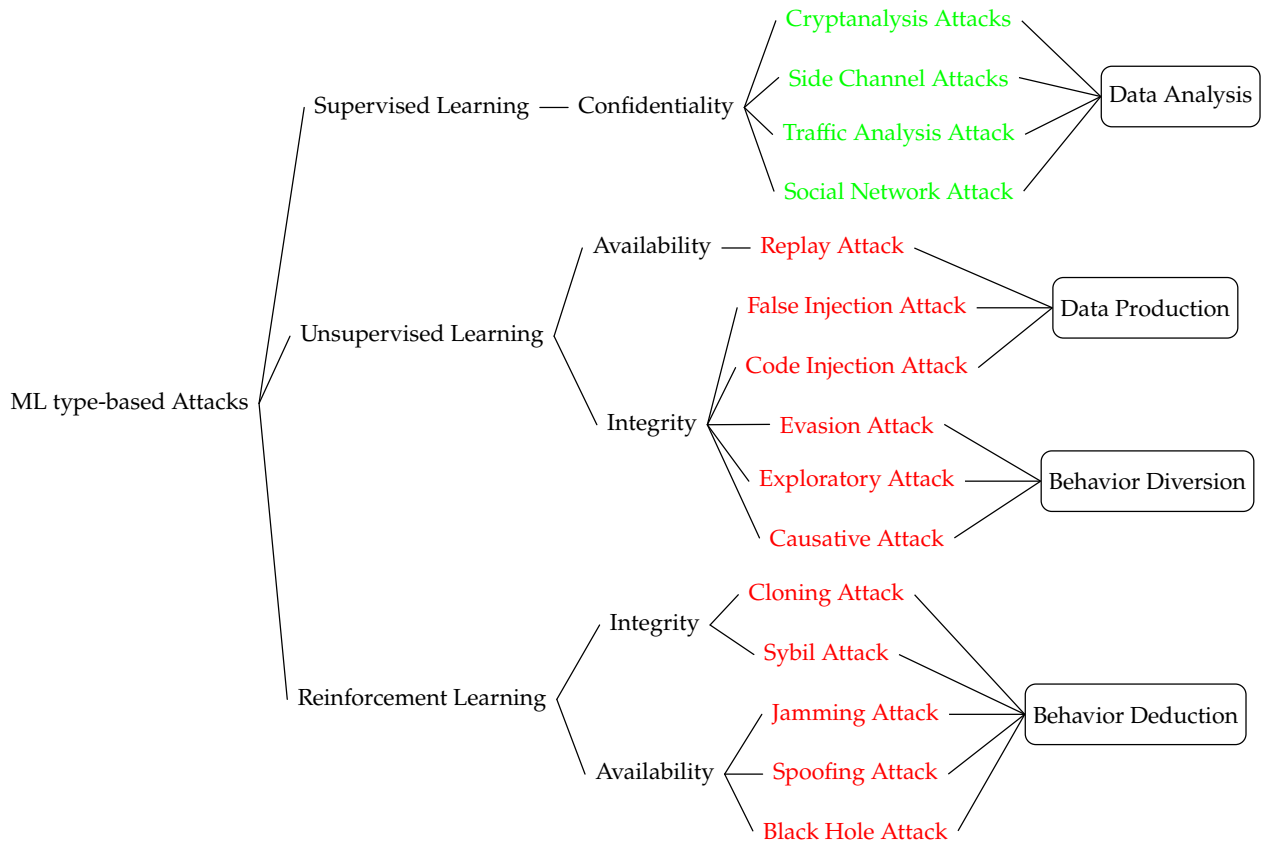 Cryptanalysis Attacks
Side Channel Attacks
Data Analysis
Supervised Learning
Confidentiality
Traffic Analysis Attack
Social Network Attack
Availability
Replay Attack
False Injection Attack
Data Production
Unsupervised Learning
Code Injection Attack
ML type-based Attacks
Integrity
Evasion Attack
Exploratory Attack
Behavior Diversion
Causative Attack
Cloning Attack
Integrity
Sybil Attack
Reinforcement Learning
Jamming Attack
Behavior Deduction
Availability
Spoofing Attack
Black Hole Attack